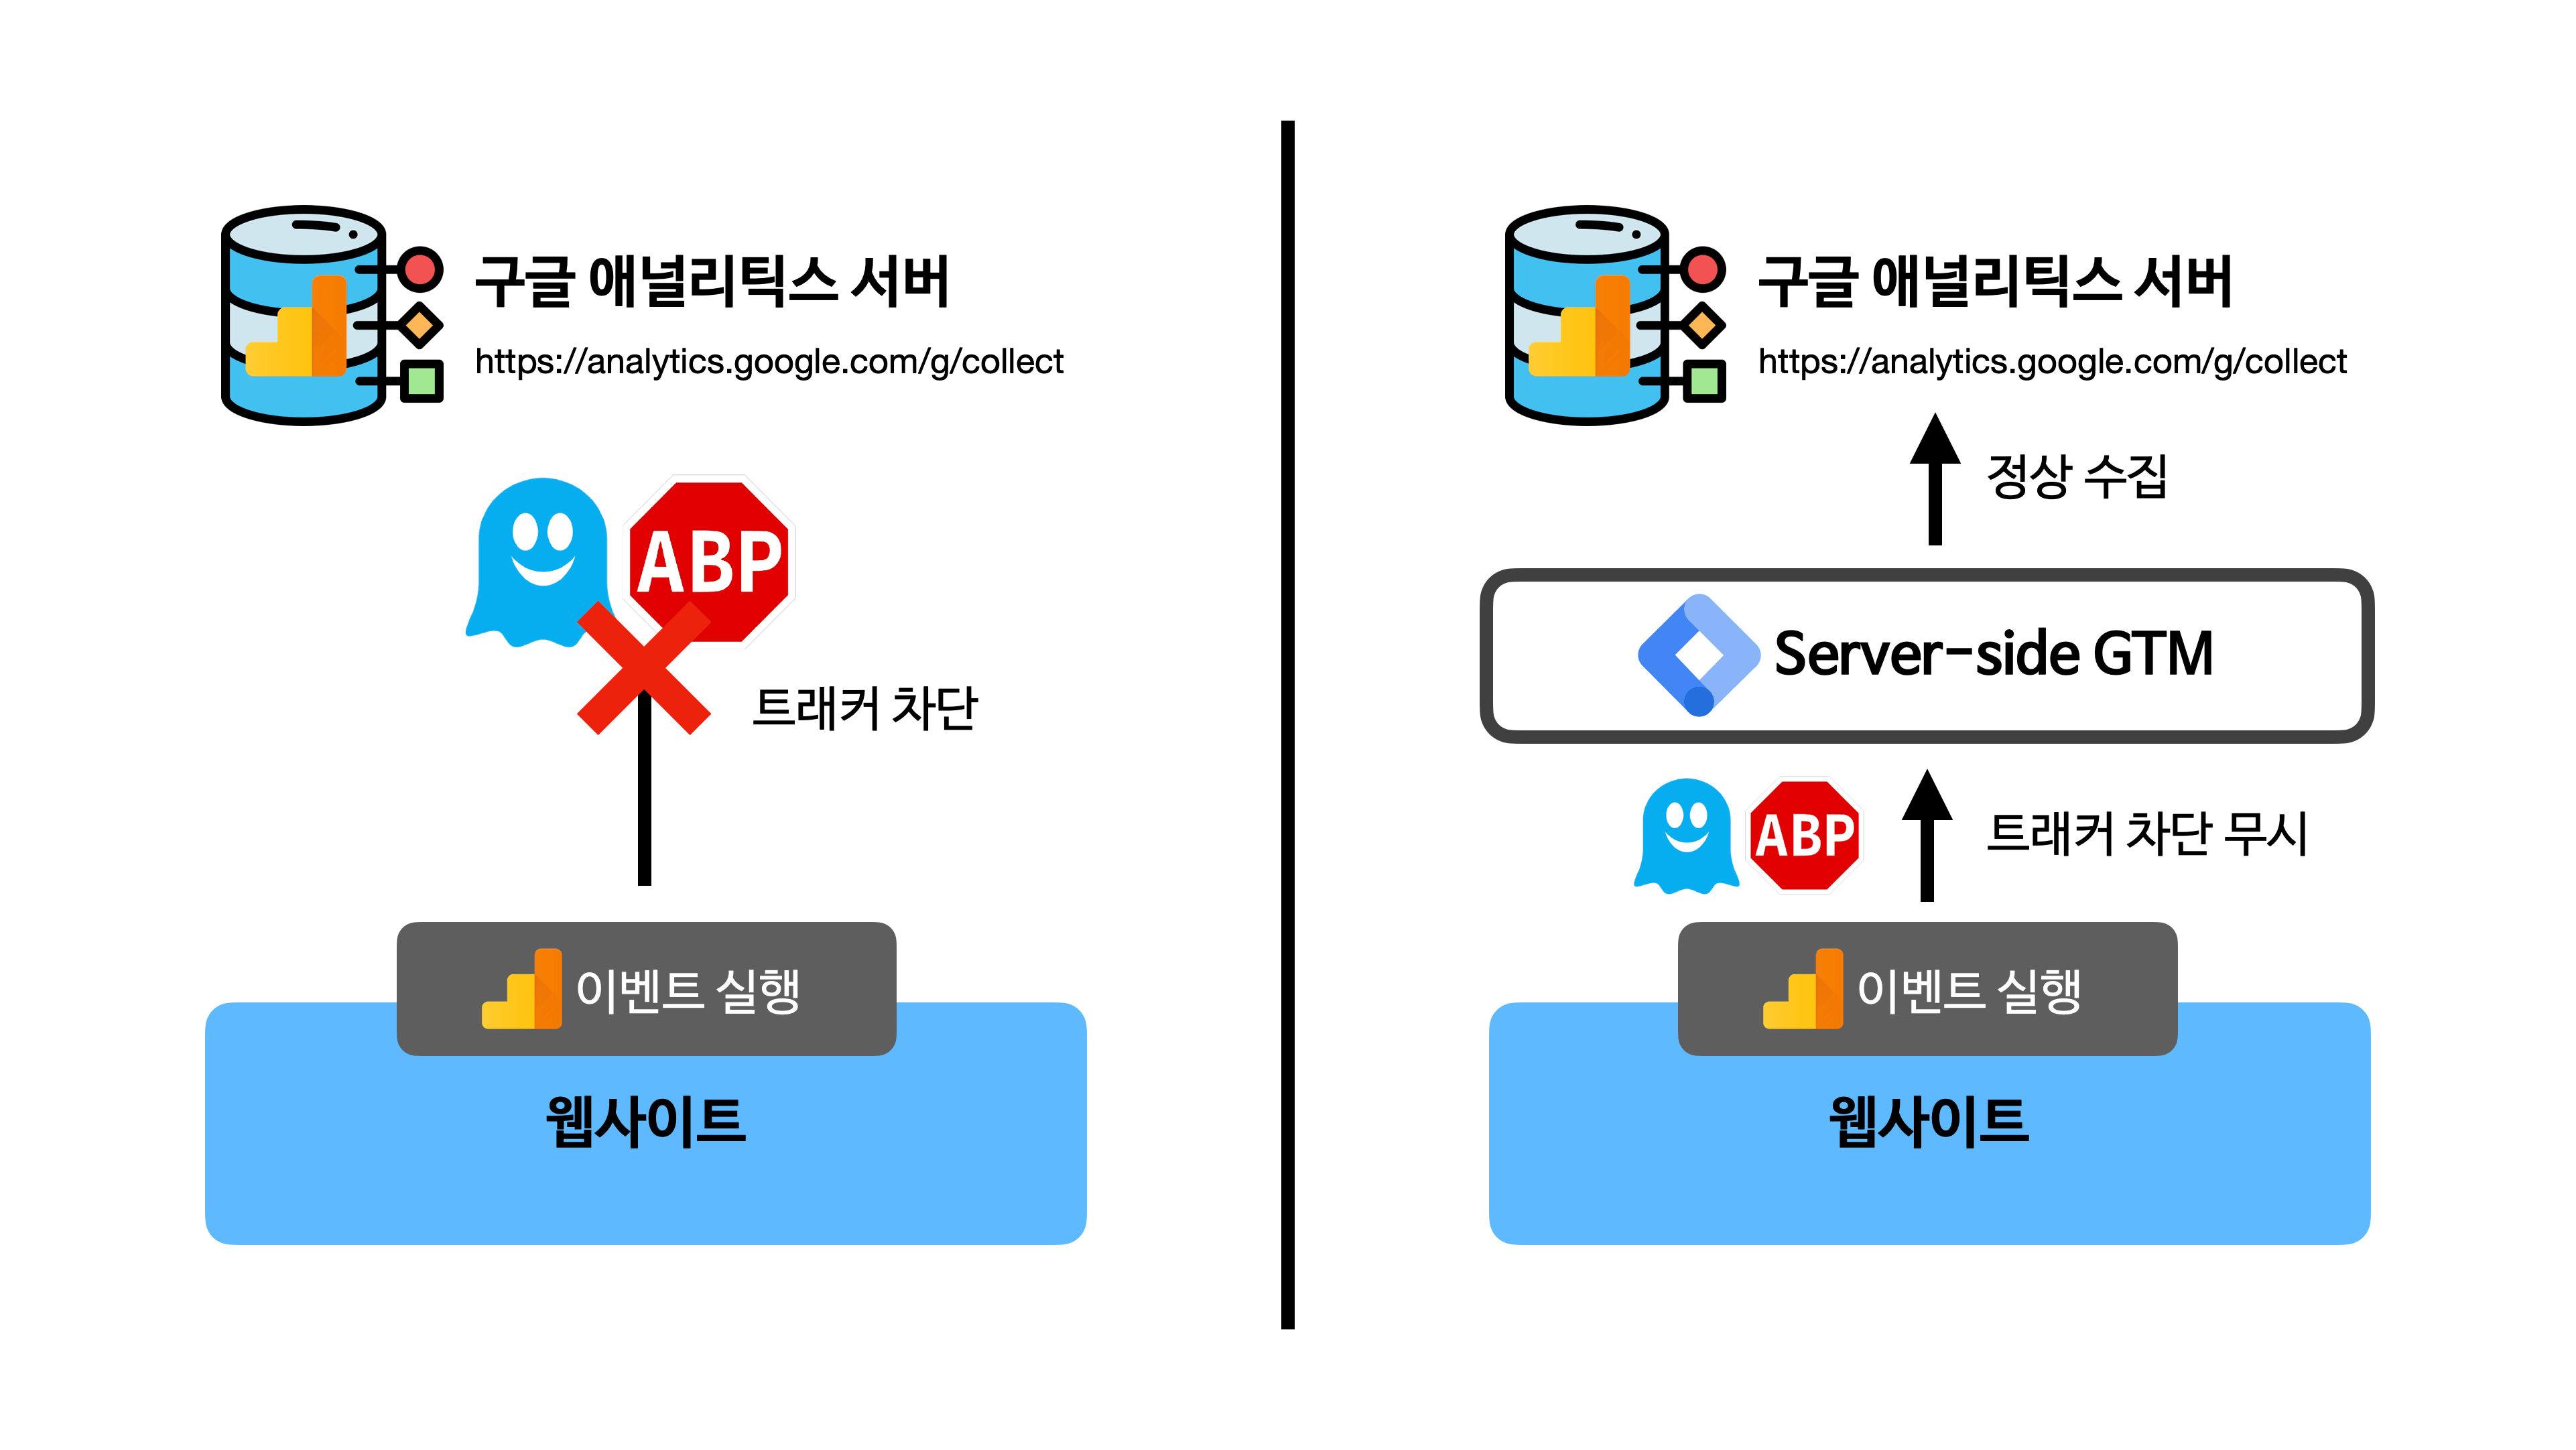 구글 애널리틱스 서버
https://analytics.google.com/g/collect
ABP
트래커 차단
이벤트 실행
웹사이트
구글 애널리틱스 서버
https://analytics.google.com/g/collect
정상 수집
Server-side GTM
ABP
트래커 차단 무시
이벤트 실행
웹사이트